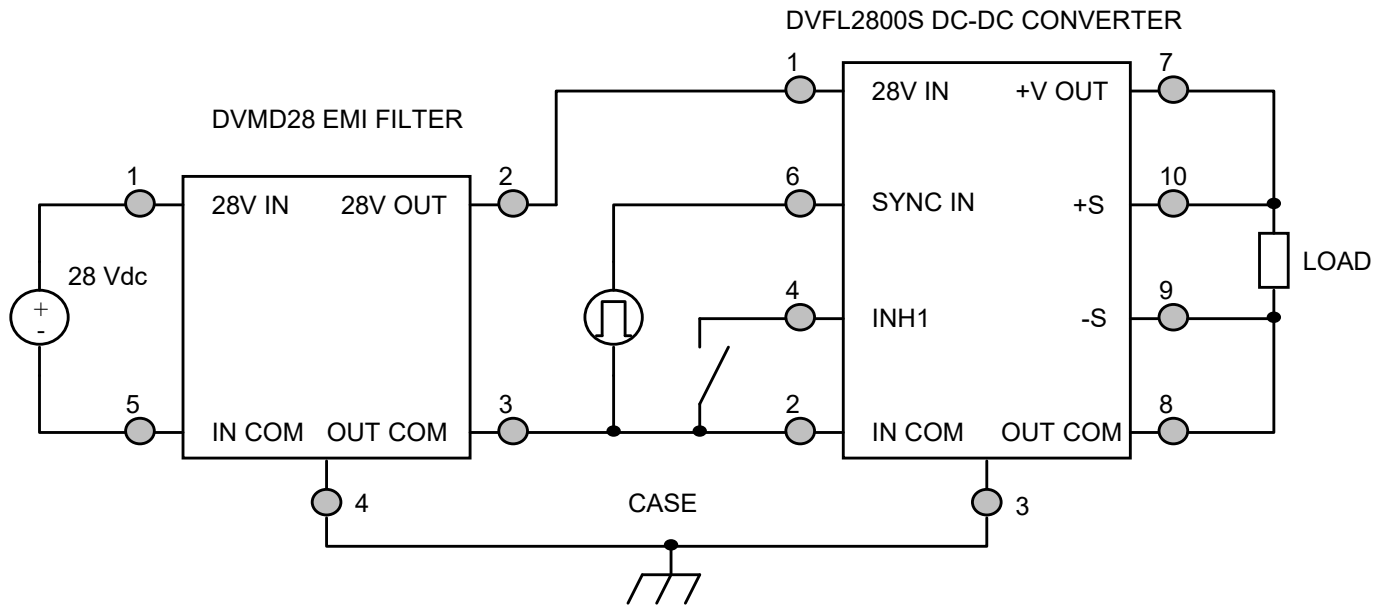 DVFL2800S DC-DC CONVERTER
1
7
28V IN
+V OUT
DVMD28 EMI FILTER
1
2
6
10
28V IN
28V OUT
SYNC IN
+S
28 Vdc
+
-
LOAD
4
9
INH1
-S
5
3
2
8
IN COM
OUT COM
IN COM
OUT COM
4
CASE
3